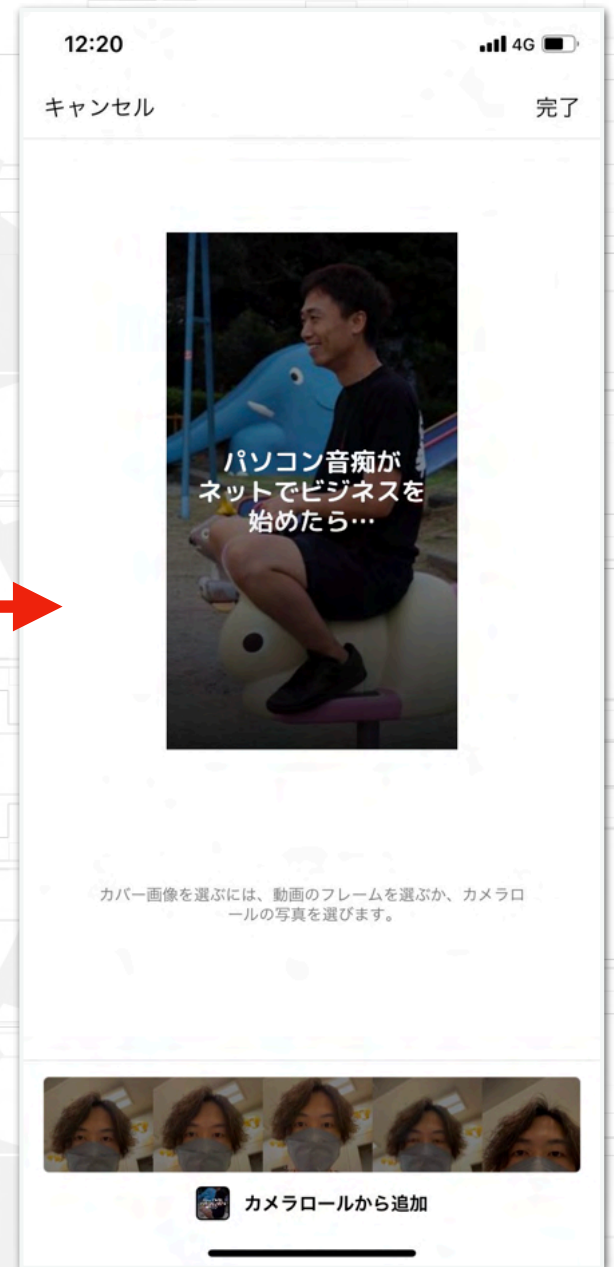 12:20
4G
キャンセル
完了
パソコン音痴が
ネットでビジネスを
始めたら…
カバー画像を選ぶには、動画のフレームを選ぶか、カメラロ
ールの写真を選びます。
カメラロールから追加